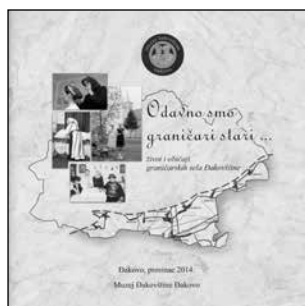 Odavno smo
graničari stari ...
život i običaji
graničarskih sela Đakovštine
Đakovo, prosinac 2014
Muzej Đakovštine Đakovo